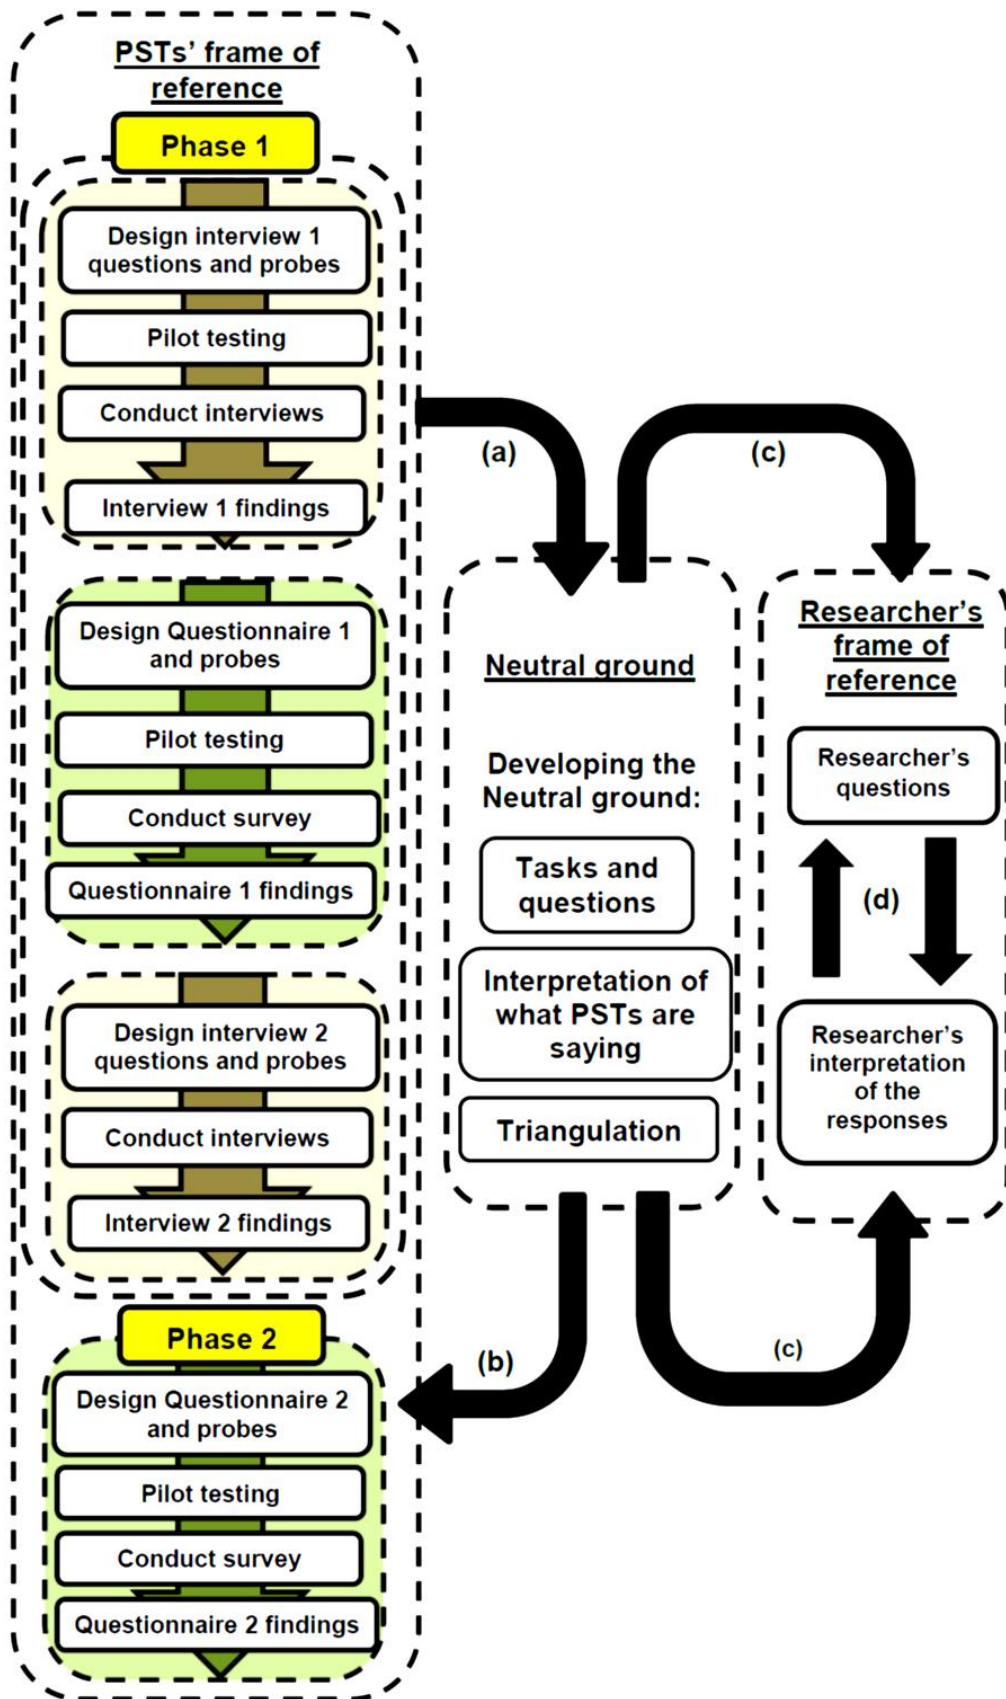 PSTs’ frame of
reference
Phase 1
Design interview 1
questions and probes
Pilot testing
Conduct interviews
Interview 1 findings
Design Questionnaire 1
and probes
Pilot testing
Conduct survey
Questionnaire 1 findings
Design interview 2
questions and probes
Conduct interviews
Interview 2 findings
Phase 2
Design Questionnaire 2
and probes
Pilot testing
Conduct survey
Questionnaire 2 findings
(a)
(b)
Neutral ground
Developing the
Neutral ground:
Tasks and
questions
Interpretation of
what PSTs are
saying
Triangulation
(c)
(c)
Researcher’s
frame of
reference
Researcher’s
questions
(d)
Researcher’s
interpretation
of the
responses